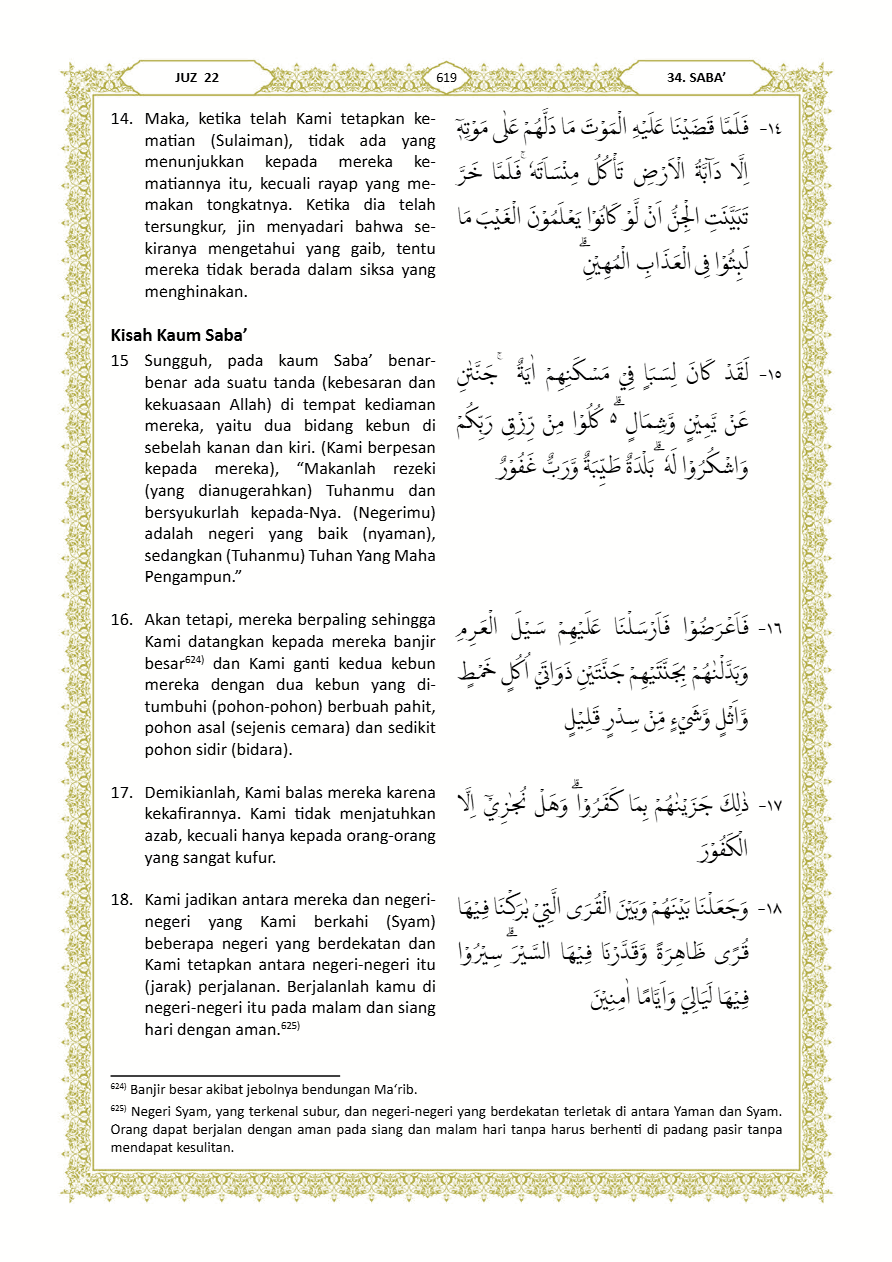 JUZ 22
619
34. SABA’
14. Maka, ketika telah Kami tetapkan ke-
matian (Sulaiman), tidak ada yang
menunjukkan kepada mereka ke-
matiannya itu, kecuali rayap yang me-
makan tongkatnya. Ketika dia telah
tersungkur, jin menyadari bahwa se-
kiranya mengetahui yang gaib, tentu
mereka tidak berada dalam siksa yang
menghinakan.
١٤- فَلَمَّا قَضَيْنَا عَلَيْهِ الْمَوْتَ مَا دَلَّهُمْ عَلٰى مَوْتِهٖٓ
اِلَّا دَاۤبَّةُ الْاَرْضِ تَأْكُلُ مِنْسَاَتَهٗ ۚفَلَمَّا خَرَّ
تَبَيَّنَتِ الْجِنُّ اَنْ لَّوْ كَانُوْا يَعْلَمُوْنَ الْغَيْبَ مَا
لَبِثُوْا فِى الْعَذَابِ الْمُهِيْنِۗ
Kisah Kaum Saba’
15 Sungguh, pada kaum Saba’ benar-
benar ada suatu tanda (kebesaran dan
kekuasaan Allah) di tempat kediaman
mereka, yaitu dua bidang kebun di
sebelah kanan dan kiri. (Kami berpesan
kepada mereka), “Makanlah rezeki
(yang dianugerahkan) Tuhanmu dan
bersyukurlah kepada-Nya. (Negerimu)
adalah negeri yang baik (nyaman),
sedangkan (Tuhanmu) Tuhan Yang Maha
Pengampun.”
١٥- لَقَدْ كَانَ لِسَبَاٍ فِيْ مَسْكَنِهِمْ اٰيَةٌ ۚ جَنَّتٰنِ
عَنْ يَّمِيْنٍ وَّشِمَالٍ ۗ ە كُلُوْا مِنْ رِّزْقِ رَبِّكُمْ
وَاشْكُرُوْا لَهٗ ۗبَلْدَةٌ طَيِّبَةٌ وَّرَبٌّ غَفُوْرٌ
16. Akan tetapi, mereka berpaling sehingga
Kami datangkan kepada mereka banjir
besar⁶²⁴⁾ dan Kami ganti kedua kebun
mereka dengan dua kebun yang di-
tumbuhi (pohon-pohon) berbuah pahit,
pohon asal (sejenis cemara) dan sedikit
pohon sidir (bidara).
١٦- فَاَعْرَضُوْا فَاَرْسَلْنَا عَلَيْهِمْ سَيْلَ الْعَرِمِ
وَبَدَّلْنٰهُمْ بِجَنَّتَيْهِمْ جَنَّتَيْنِ ذَوَاتَيْ اُكُلٍ خَمْطٍ
وَّاَثْلٍ وَّشَيْءٍ مِّنْ سِدْرٍ قَلِيْلٍ
17. Demikianlah, Kami balas mereka karena
kekafirannya. Kami tidak menjatuhkan
azab, kecuali hanya kepada orang-orang
yang sangat kufur.
١٧- ذٰلِكَ جَزَيْنٰهُمْ بِمَا كَفَرُوْاۗ وَهَلْ نُجٰزِيْٓ اِلَّا
الْكَفُوْرَ
18. Kami jadikan antara mereka dan negeri-
negeri yang Kami berkahi (Syam)
beberapa negeri yang berdekatan dan
Kami tetapkan antara negeri-negeri itu
(jarak) perjalanan. Berjalanlah kamu di
negeri-negeri itu pada malam dan siang
hari dengan aman.⁶²⁵⁾
١٨- وَجَعَلْنَا بَيْنَهُمْ وَبَيْنَ الْقُرَى الَّتِيْ بٰرَكْنَا فِيْهَا
قُرًى ظَاهِرَةً وَّقَدَّرْنَا فِيْهَا السَّيْرَۗ سِيْرُوْا
فِيْهَا لَيَالِيَ وَاَيَّامًا اٰمِنِيْنَ
⁶²⁴⁾ Banjir besar akibat jebolnya bendungan Ma‘rib.
⁶²⁵⁾ Negeri Syam, yang terkenal subur, dan negeri-negeri yang berdekatan terletak di antara Yaman dan Syam.
Orang dapat berjalan dengan aman pada siang dan malam hari tanpa harus berhenti di padang pasir tanpa
mendapat kesulitan.